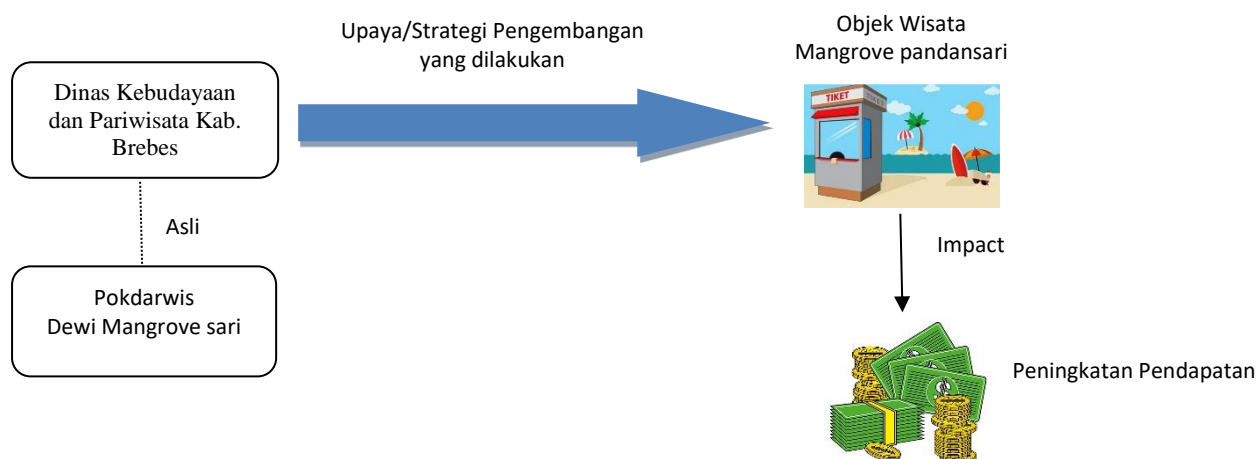 Upaya/Strategi Pengembangan
yang dilakukan
Objek Wisata
Mangrove pandansari
Dinas Kebudayaan
dan Pariwisata Kab.
Brebes
TIKET
TIKET
Asli
Impact
Pokdarwis
Dewi Mangrove sari
Peningkatan Pendapatan